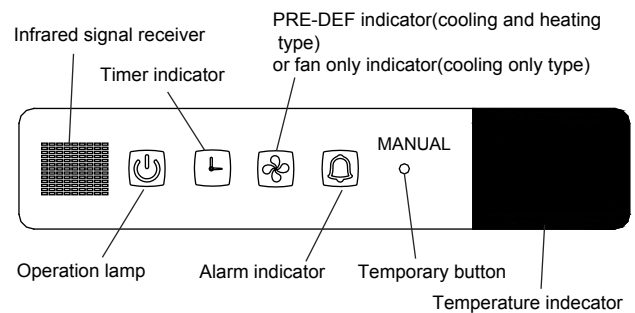 PRE-DEF indicator(cooling and heating
type)
or fan only indicator(cooling only type)
Infrared signal receiver
Timer indicator
MANUAL
Operation lamp
Alarm indicator
Temporary button
Temperature indecator